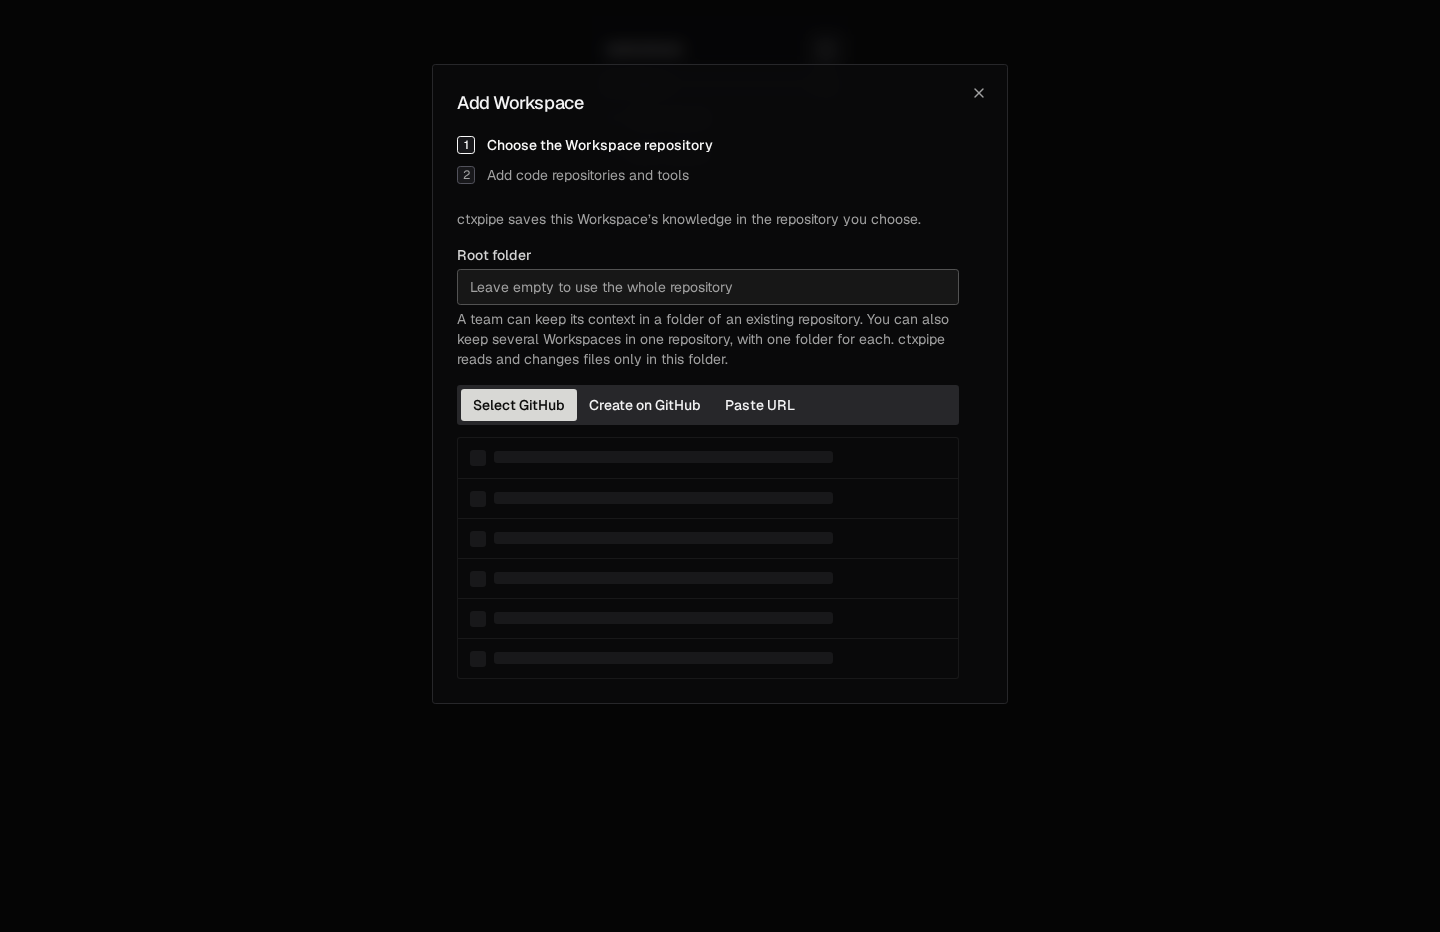 Add Workspace
1 Choose the Workspace repository
2 Add code repositories and tools
ctxpipe saves this Workspace's knowledge in the repository you choose.
Root folder
Leave empty to use the whole repository
A team can keep its context in a folder of an existing repository. You can also
keep several Workspaces in one repository, with one folder for each. ctxpipe
reads and changes files only in this folder.
Select GitHub Create on GitHub Paste URL